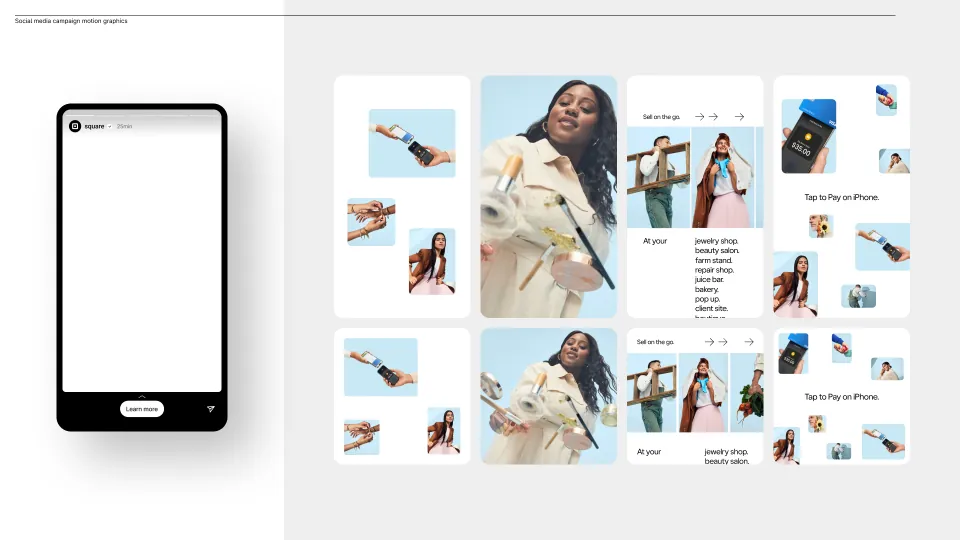 Social media campaign motion graphics
square
25min
Learn more
Sell on the go.
At your
jewelry shop.
beauty salon.
farm stand.
repair shop.
juice bar.
bakery.
pop up.
client site.
$35.00
Tap to Pay on iPhone.
Sell on the go.
At your
jewelry shop.
beauty salon.
Tap to Pay on iPhone.